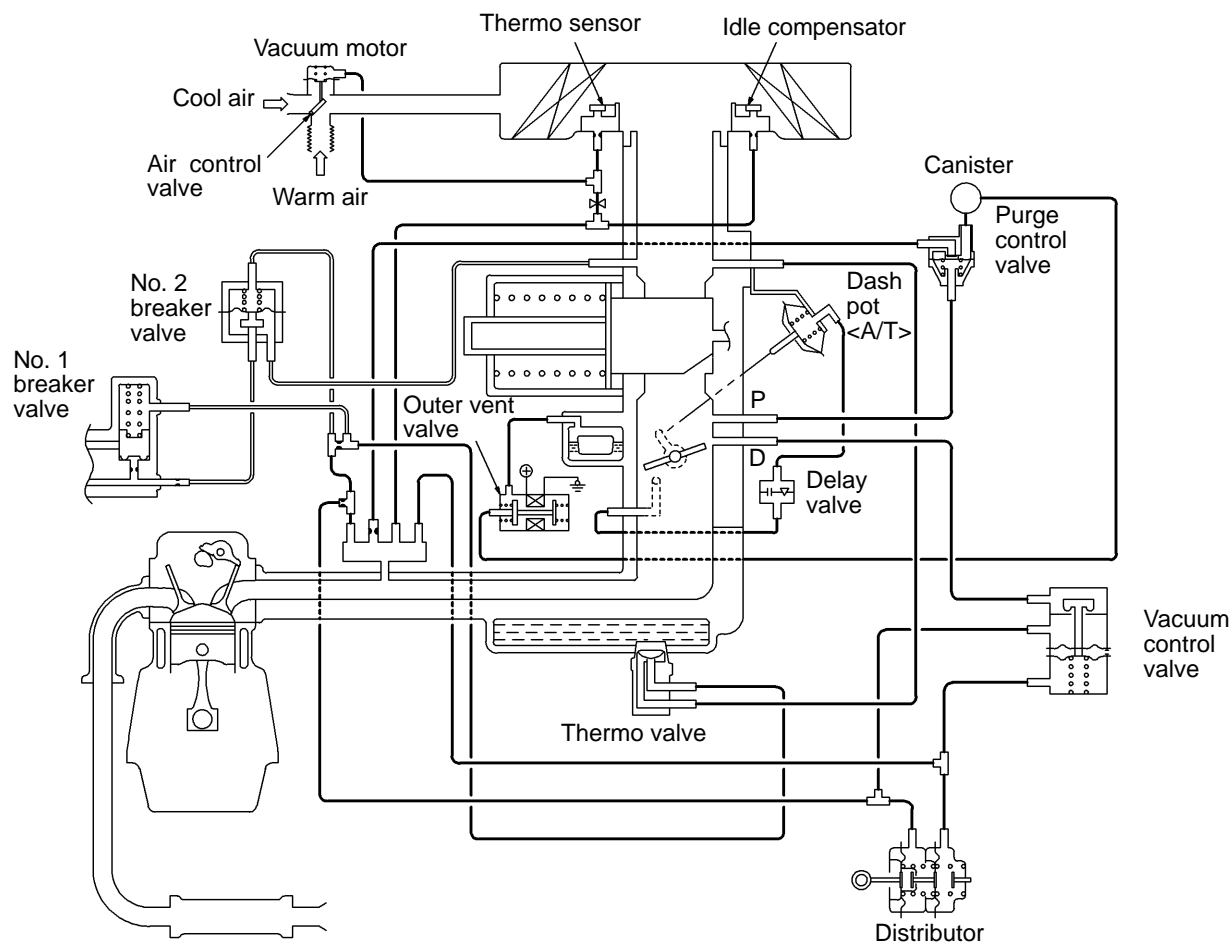 Thermo sensor
Idle compensator
Vacuum motor
Cool air
Air control
valve
Warm air
Canister
Purge
control
valve
No. 2
breaker
valve
Dash
pot
<A/T>
No. 1
breaker
valve
Outer vent
valve
P
D
Delay
valve
Vacuum
control
valve
Thermo valve
Distributor